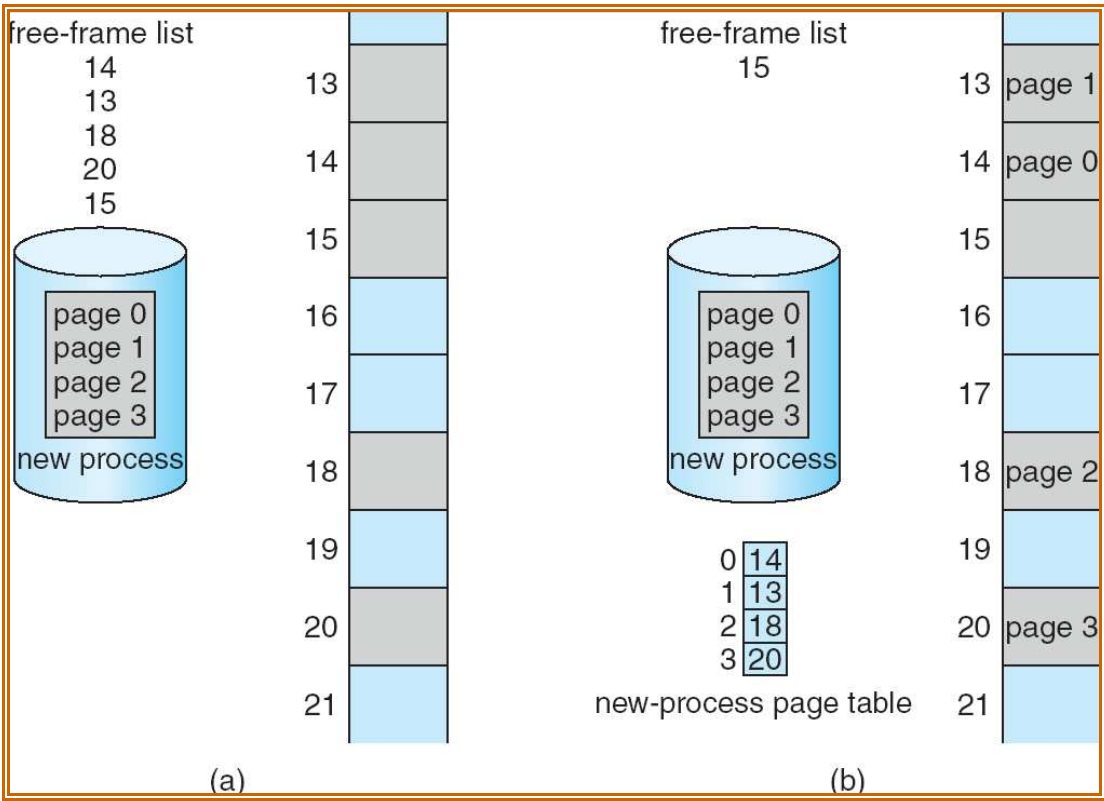 free-frame list
14
13
18
20
15
page 0
page 1
page 2
page 3
new process
13
14
15
16
17
18
19
20
21
(a)
free-frame list
15
page 0
page 1
page 2
page 3
new process
0 14
1 13
2 18
3 20
new-process page table
13 page 1
14 page 0
15
16
17
18 page 2
19
20 page 3
21
(b)